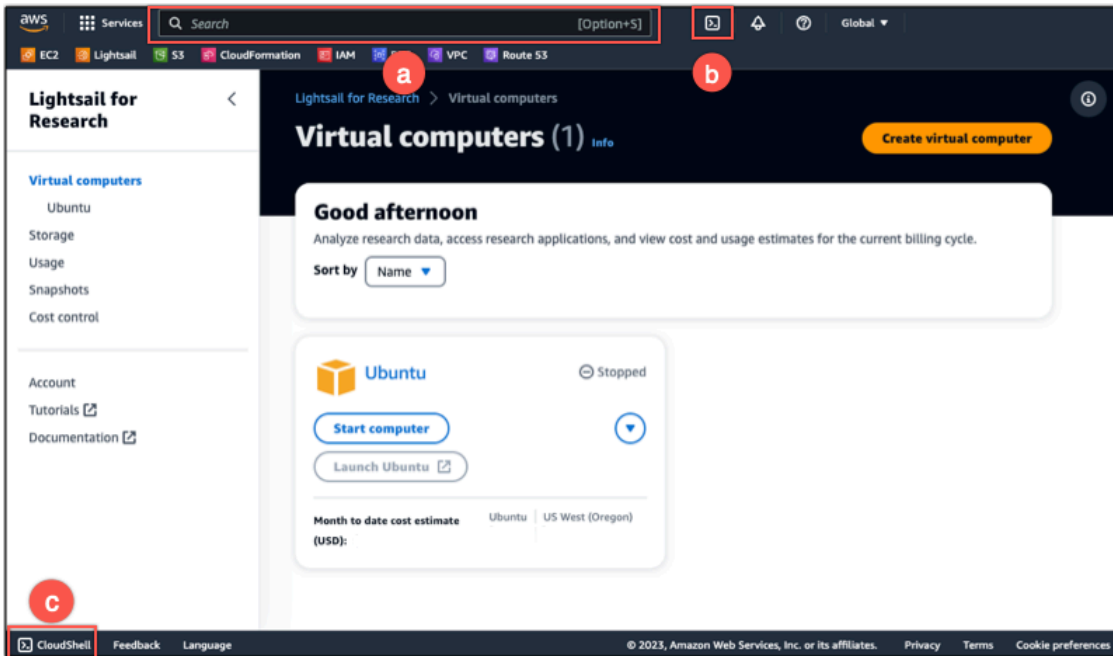 aws Services Search [Option+S] Global
EC2 Lightsail S3 CloudFormation IAM VPC Route 53
a
b
Lightsail for
Research
Virtual computers
Ubuntu
Storage
Usage
Snapshots
Cost control
Account
Tutorials
Documentation
Lightsail for Research > Virtual computers
Virtual computers (1) Info
Create virtual computer
Good afternoon
Analyze research data, access research applications, and view cost and usage estimates for the current billing cycle.
Sort by Name
Ubuntu Stopped
Start computer
Launch Ubuntu
Month to date cost estimate Ubuntu US West (Oregon)
(USD):
c
CloudShell Feedback Language © 2023, Amazon Web Services, Inc. or its affiliates. Privacy Terms Cookie preferences